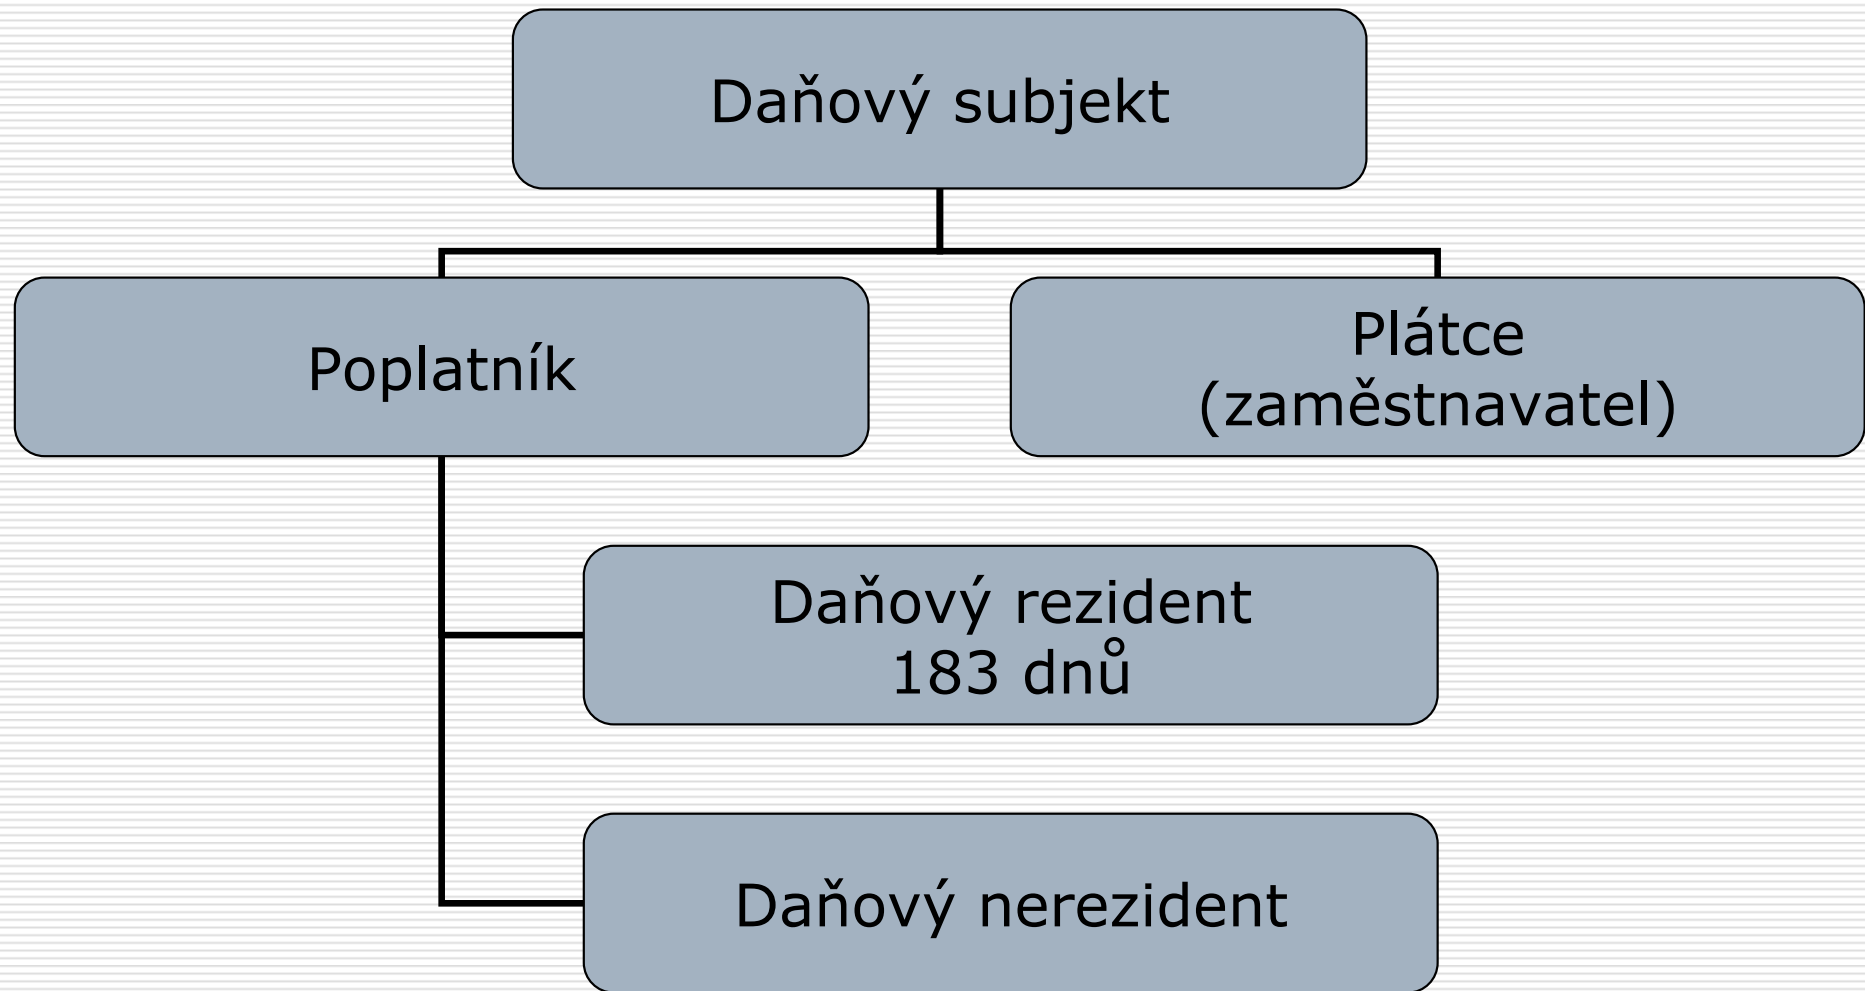 Daňový subjekt
Poplatník
Plátce
(zaměstnavatel)
Daňový rezident
183 dnů
Daňový nerezident